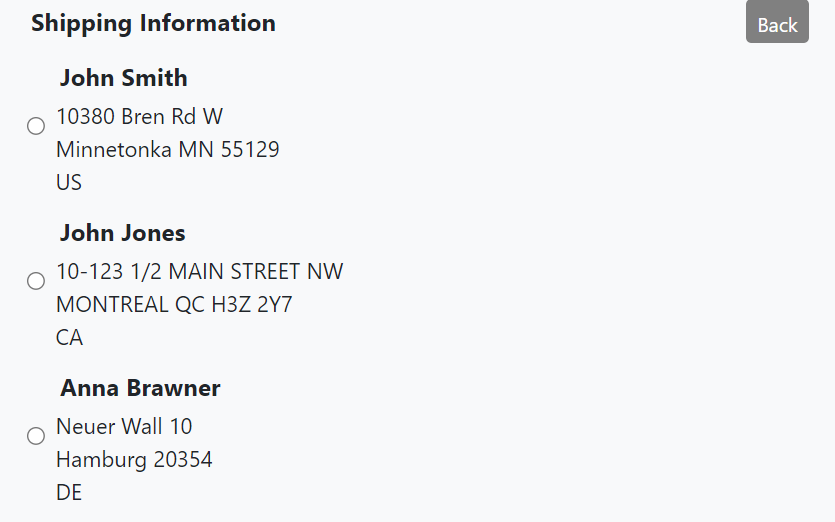 Shipping Information
Back
John Smith
10380 Bren Rd W
Minnetonka MN 55129
US
John Jones
10-123 1/2 MAIN STREET NW
MONTREAL QC H3Z 2Y7
CA
Anna Brawner
Neuer Wall 10
Hamburg 20354
DE